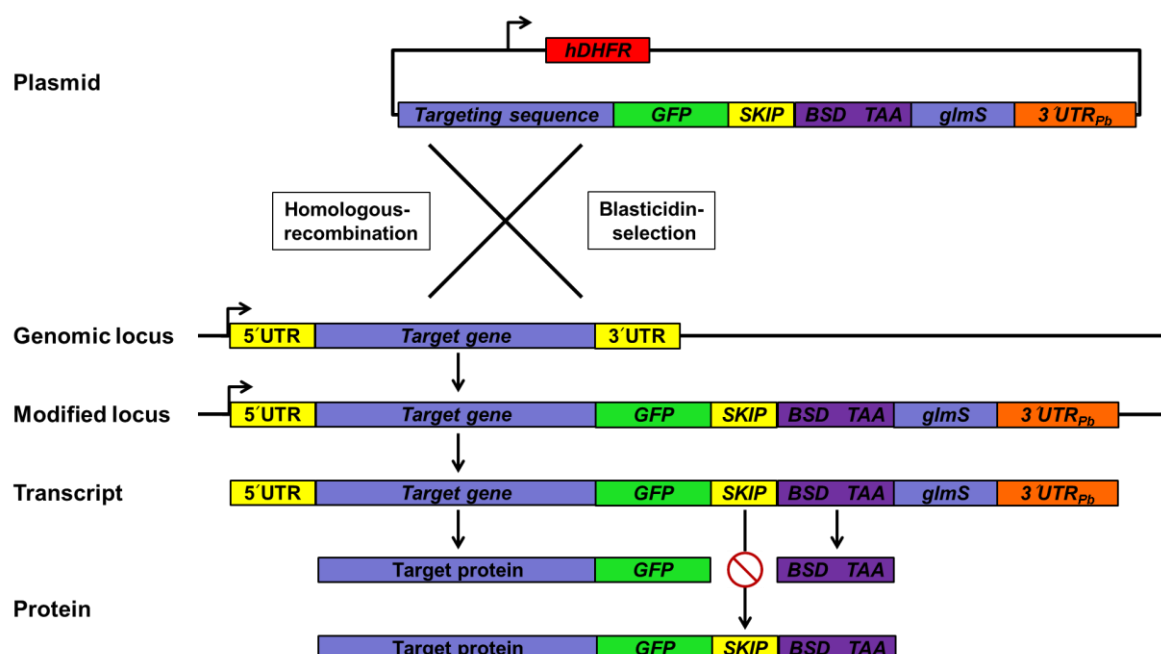 hDHFR
Plasmid
Targeting sequence GFP SKIP BSD TAA glmS 3´UTRPb
Homologous-
recombination
Blasticidin-
selection
Genomic locus 5´UTR Target gene 3´UTR
Modified locus 5´UTR Target gene GFP SKIP BSD TAA glmS 3´UTRPb
Transcript 5´UTR Target gene GFP SKIP BSD TAA glmS 3´UTRPb
Target protein GFP BSD TAA
Protein
Target protein GFP SKIP BSD TAA